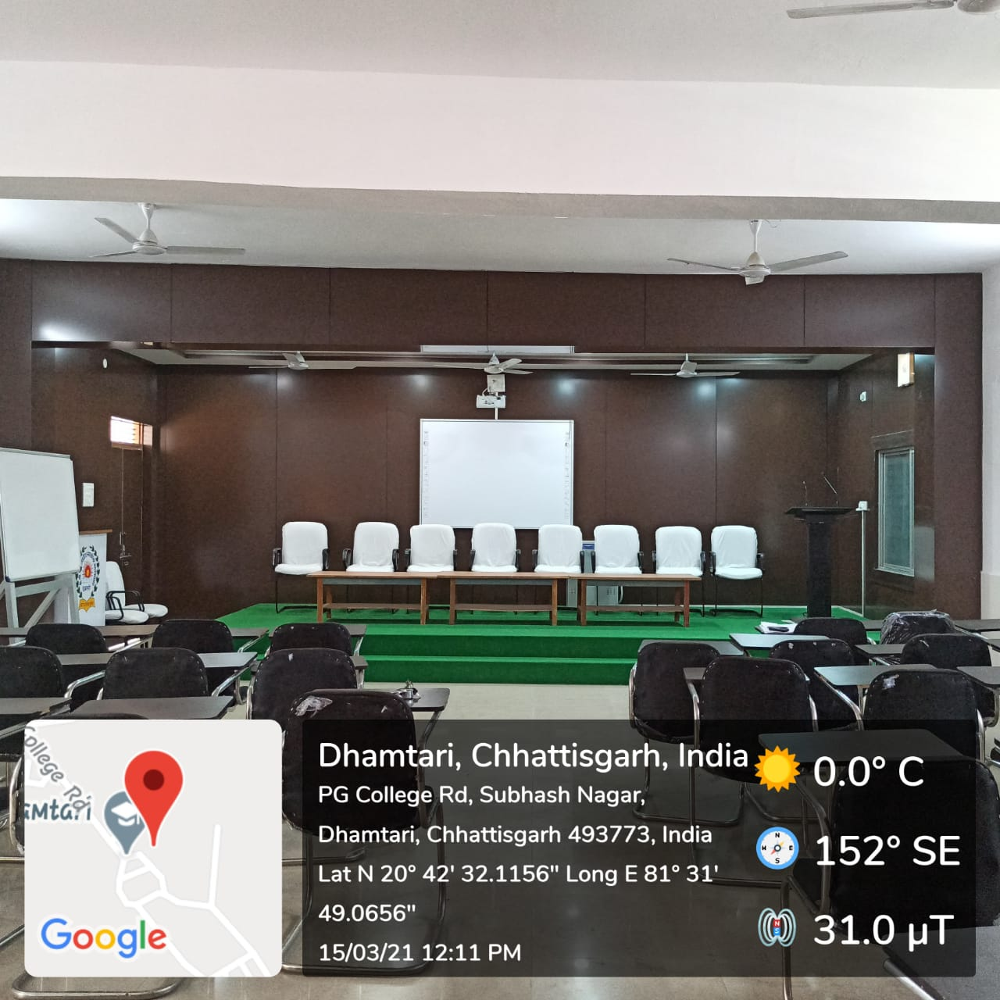 Dhamtari, Chhattisgarh, India
PG College Rd, Subhash Nagar,
Dhamtari, Chhattisgarh 493773, India
Lat N 20° 42' 32.1156" Long E 81° 31'
49.0656"
15/03/21 12:11 PM
0.0° C
152° SE
31.0 µT
N
E
S
N
S
College Rd
amtari
Google